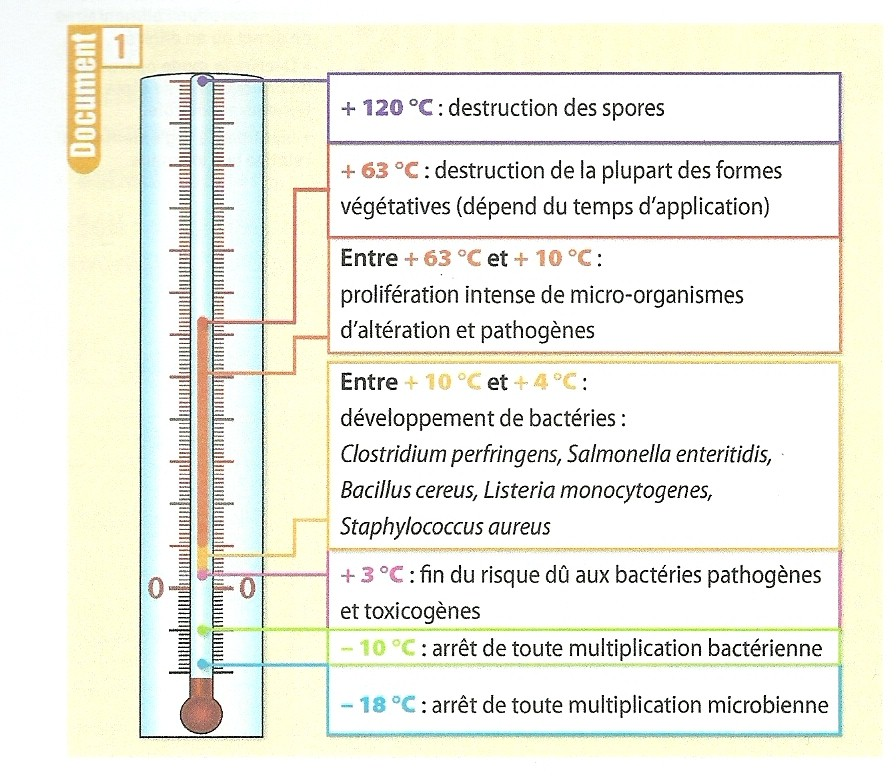 Document
1
+ 120 °C : destruction des spores
+ 63 °C : destruction de la plupart des formes
végétatives (dépend du temps d'application)
Entre + 63 °C et + 10 °C :
prolifération intense de micro-organismes
d'altération et pathogènes
Entre + 10 °C et + 4 °C :
développement de bactéries :
Clostridium perfringens, Salmonella enteritidis,
Bacillus cereus, Listeria monocytogenes,
Staphylococcus aureus
+ 3 °C : fin du risque dû aux bactéries pathogènes
et toxicogènes
0 0
– 10 °C : arrêt de toute multiplication bactérienne
– 18 °C : arrêt de toute multiplication microbienne